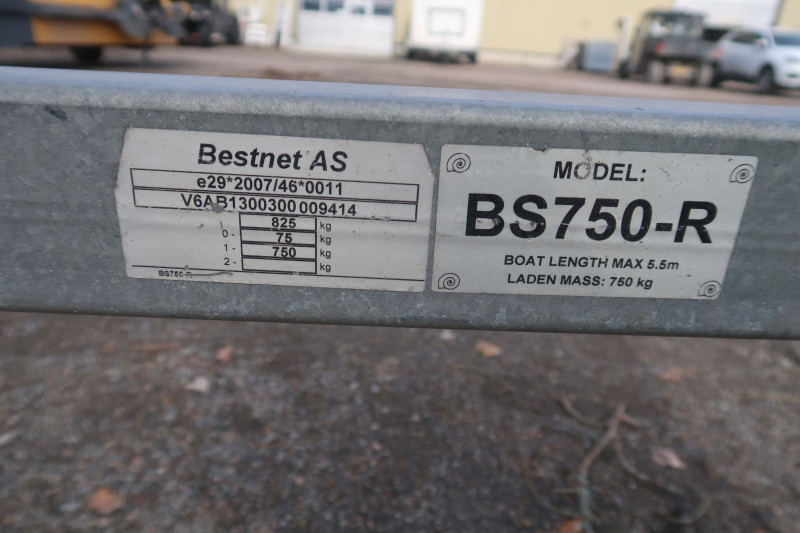 Bestnet AS
e29*2007/46*0011
V6AB1300300009414
825 kg
0- 75 kg
1- 750 kg
2- kg
BS750-R
MODEL:
BS750-R
BOAT LENGTH MAX 5.5m
LADEN MASS: 750 kg